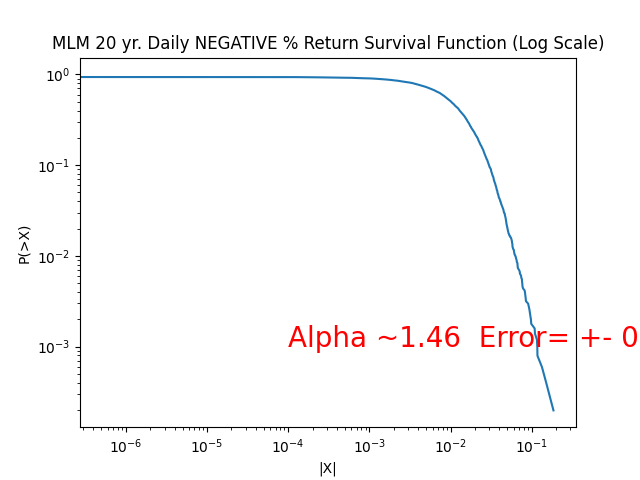 MLM 20 yr. Daily NEGATIVE % Return Survival Function (Log Scale)
10⁰
10⁻¹
10⁻²
10⁻³
P(>X)
Alpha ~1.46  Error= +- 0
10⁻⁶ 10⁻⁵ 10⁻⁴ 10⁻³ 10⁻² 10⁻¹
|X|